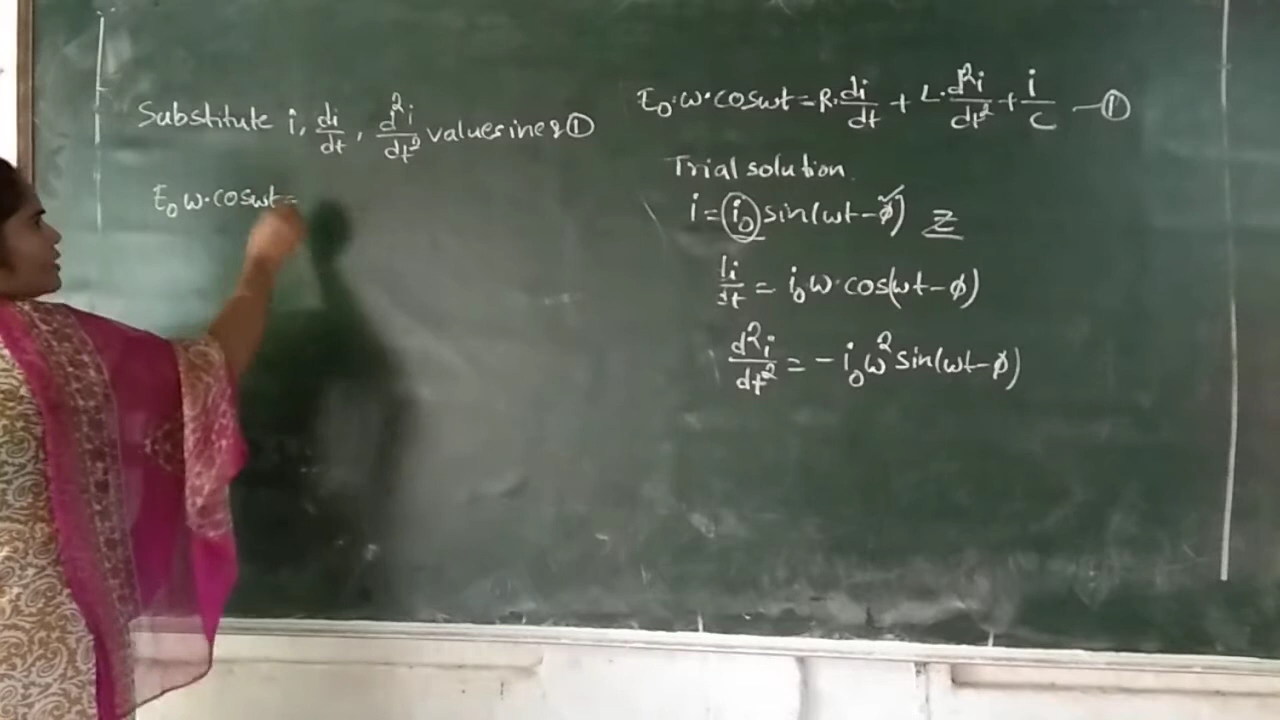 Substitute i, di/dt, d²i/dt² values in eq ①
E₀ ω·cosωt =
E₀·ω·cosωt = R·di/dt + L·d²i/dt² + i/c —①
Trial solution.
i = i₀ sin(ωt-ϕ) Z
di/dt = i₀ω·cos(ωt-ϕ)
d²i/dt² = -i₀ω² sin(ωt-ϕ)